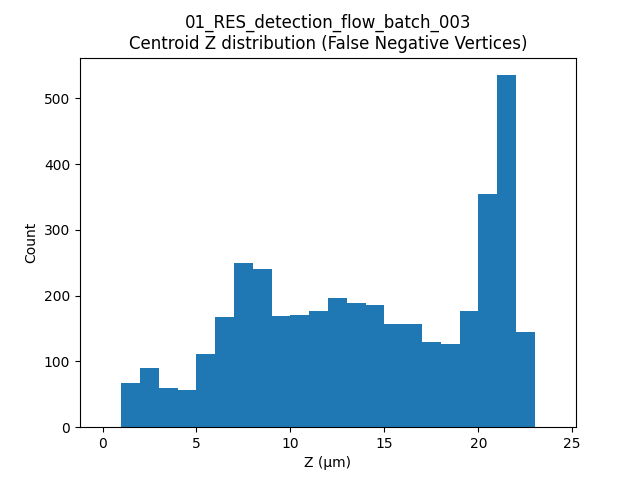 01_RES_detection_flow_batch_003
Centroid Z distribution (False Negative Vertices)
500
400
300
200
100
0
Count
0 5 10 15 20 25
Z (μm)